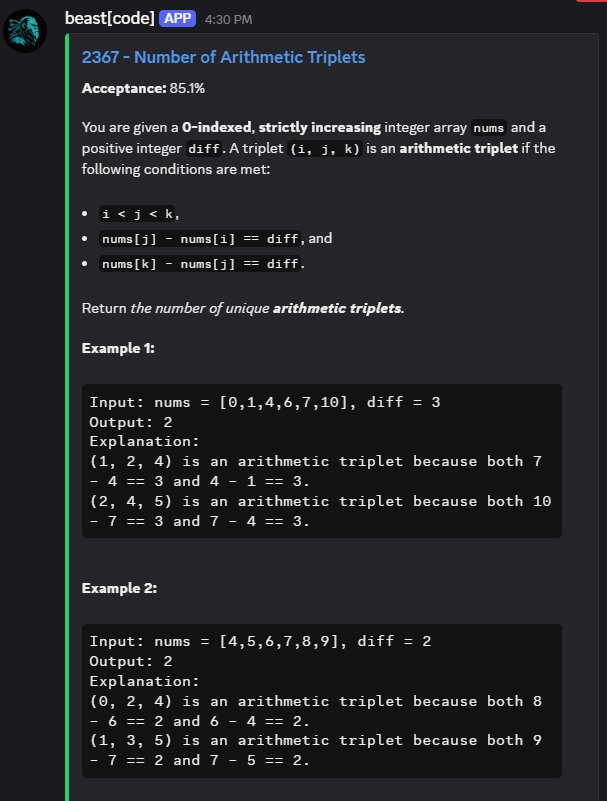 beast[code] APP 4:30 PM
2367 - Number of Arithmetic Triplets
Acceptance: 85.1%
You are given a 0-indexed, strictly increasing integer array nums and a
positive integer diff. A triplet (i, j, k) is an arithmetic triplet if the
following conditions are met:
• i < j < k,
• nums[j] - nums[i] == diff, and
• nums[k] - nums[j] == diff.
Return the number of unique arithmetic triplets.
Example 1:
Input: nums = [0,1,4,6,7,10], diff = 3
Output: 2
Explanation:
(1, 2, 4) is an arithmetic triplet because both 7
- 4 == 3 and 4 - 1 == 3.
(2, 4, 5) is an arithmetic triplet because both 10
- 7 == 3 and 7 - 4 == 3.
Example 2:
Input: nums = [4,5,6,7,8,9], diff = 2
Output: 2
Explanation:
(0, 2, 4) is an arithmetic triplet because both 8
- 6 == 2 and 6 - 4 == 2.
(1, 3, 5) is an arithmetic triplet because both 9
- 7 == 2 and 7 - 5 == 2.